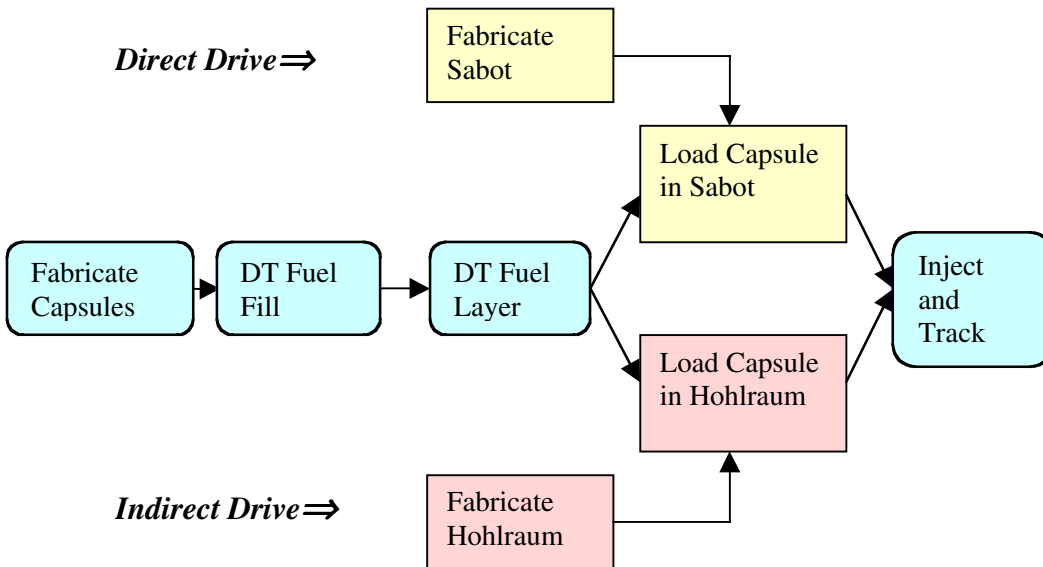 Direct Drive⇒
Fabricate
Sabot
Load Capsule
in Sabot
Fabricate
Capsules
DT Fuel
Fill
DT Fuel
Layer
Inject
and
Track
Load Capsule
in Hohlraum
Indirect Drive⇒
Fabricate
Hohlraum